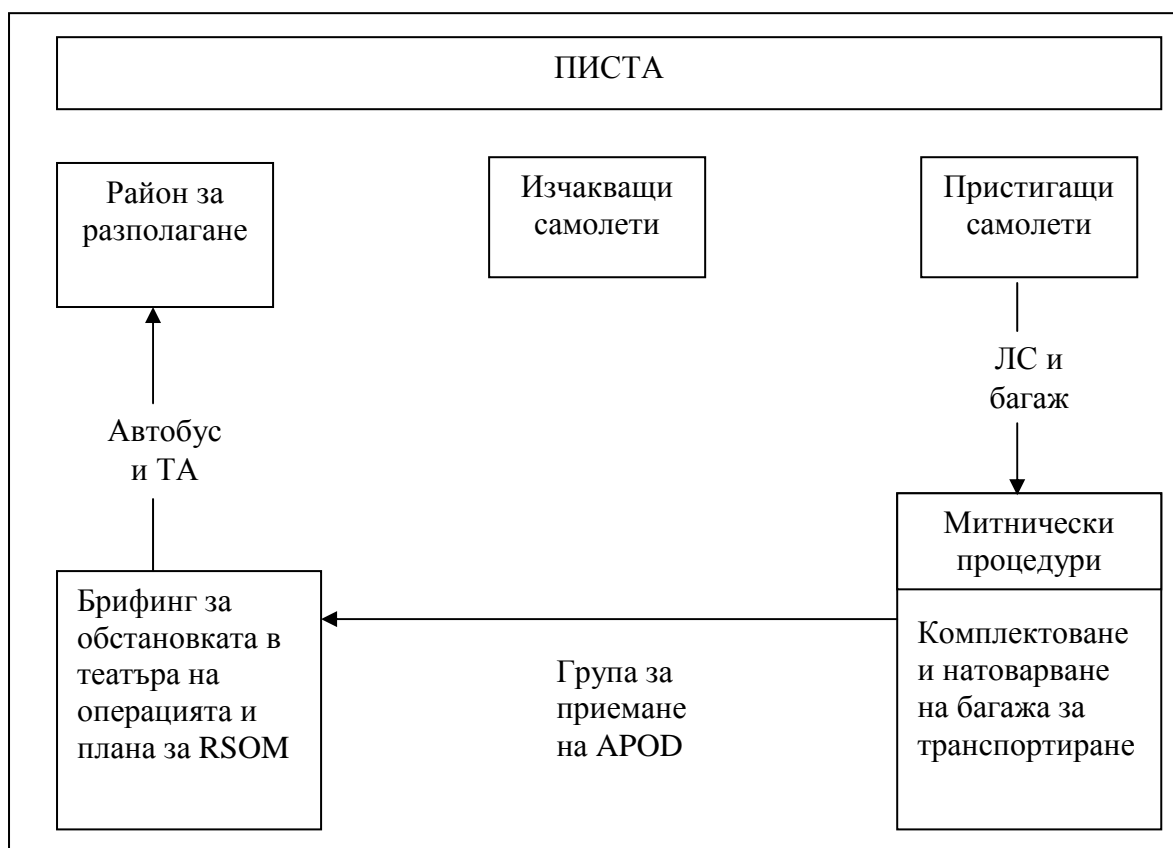 ПИСТА
Район за
разполагане
Изчакващи
самолети
Пристигащи
самолети
ЛС и
багаж
Автобус
и ТА
Митнически
процедури
Брифинг за
обстановката в
театъра на
операцията и
плана за RSOM
Група за
приемане
на APOD
Комплектоване
и натоварване
на багажа за
транспортиране